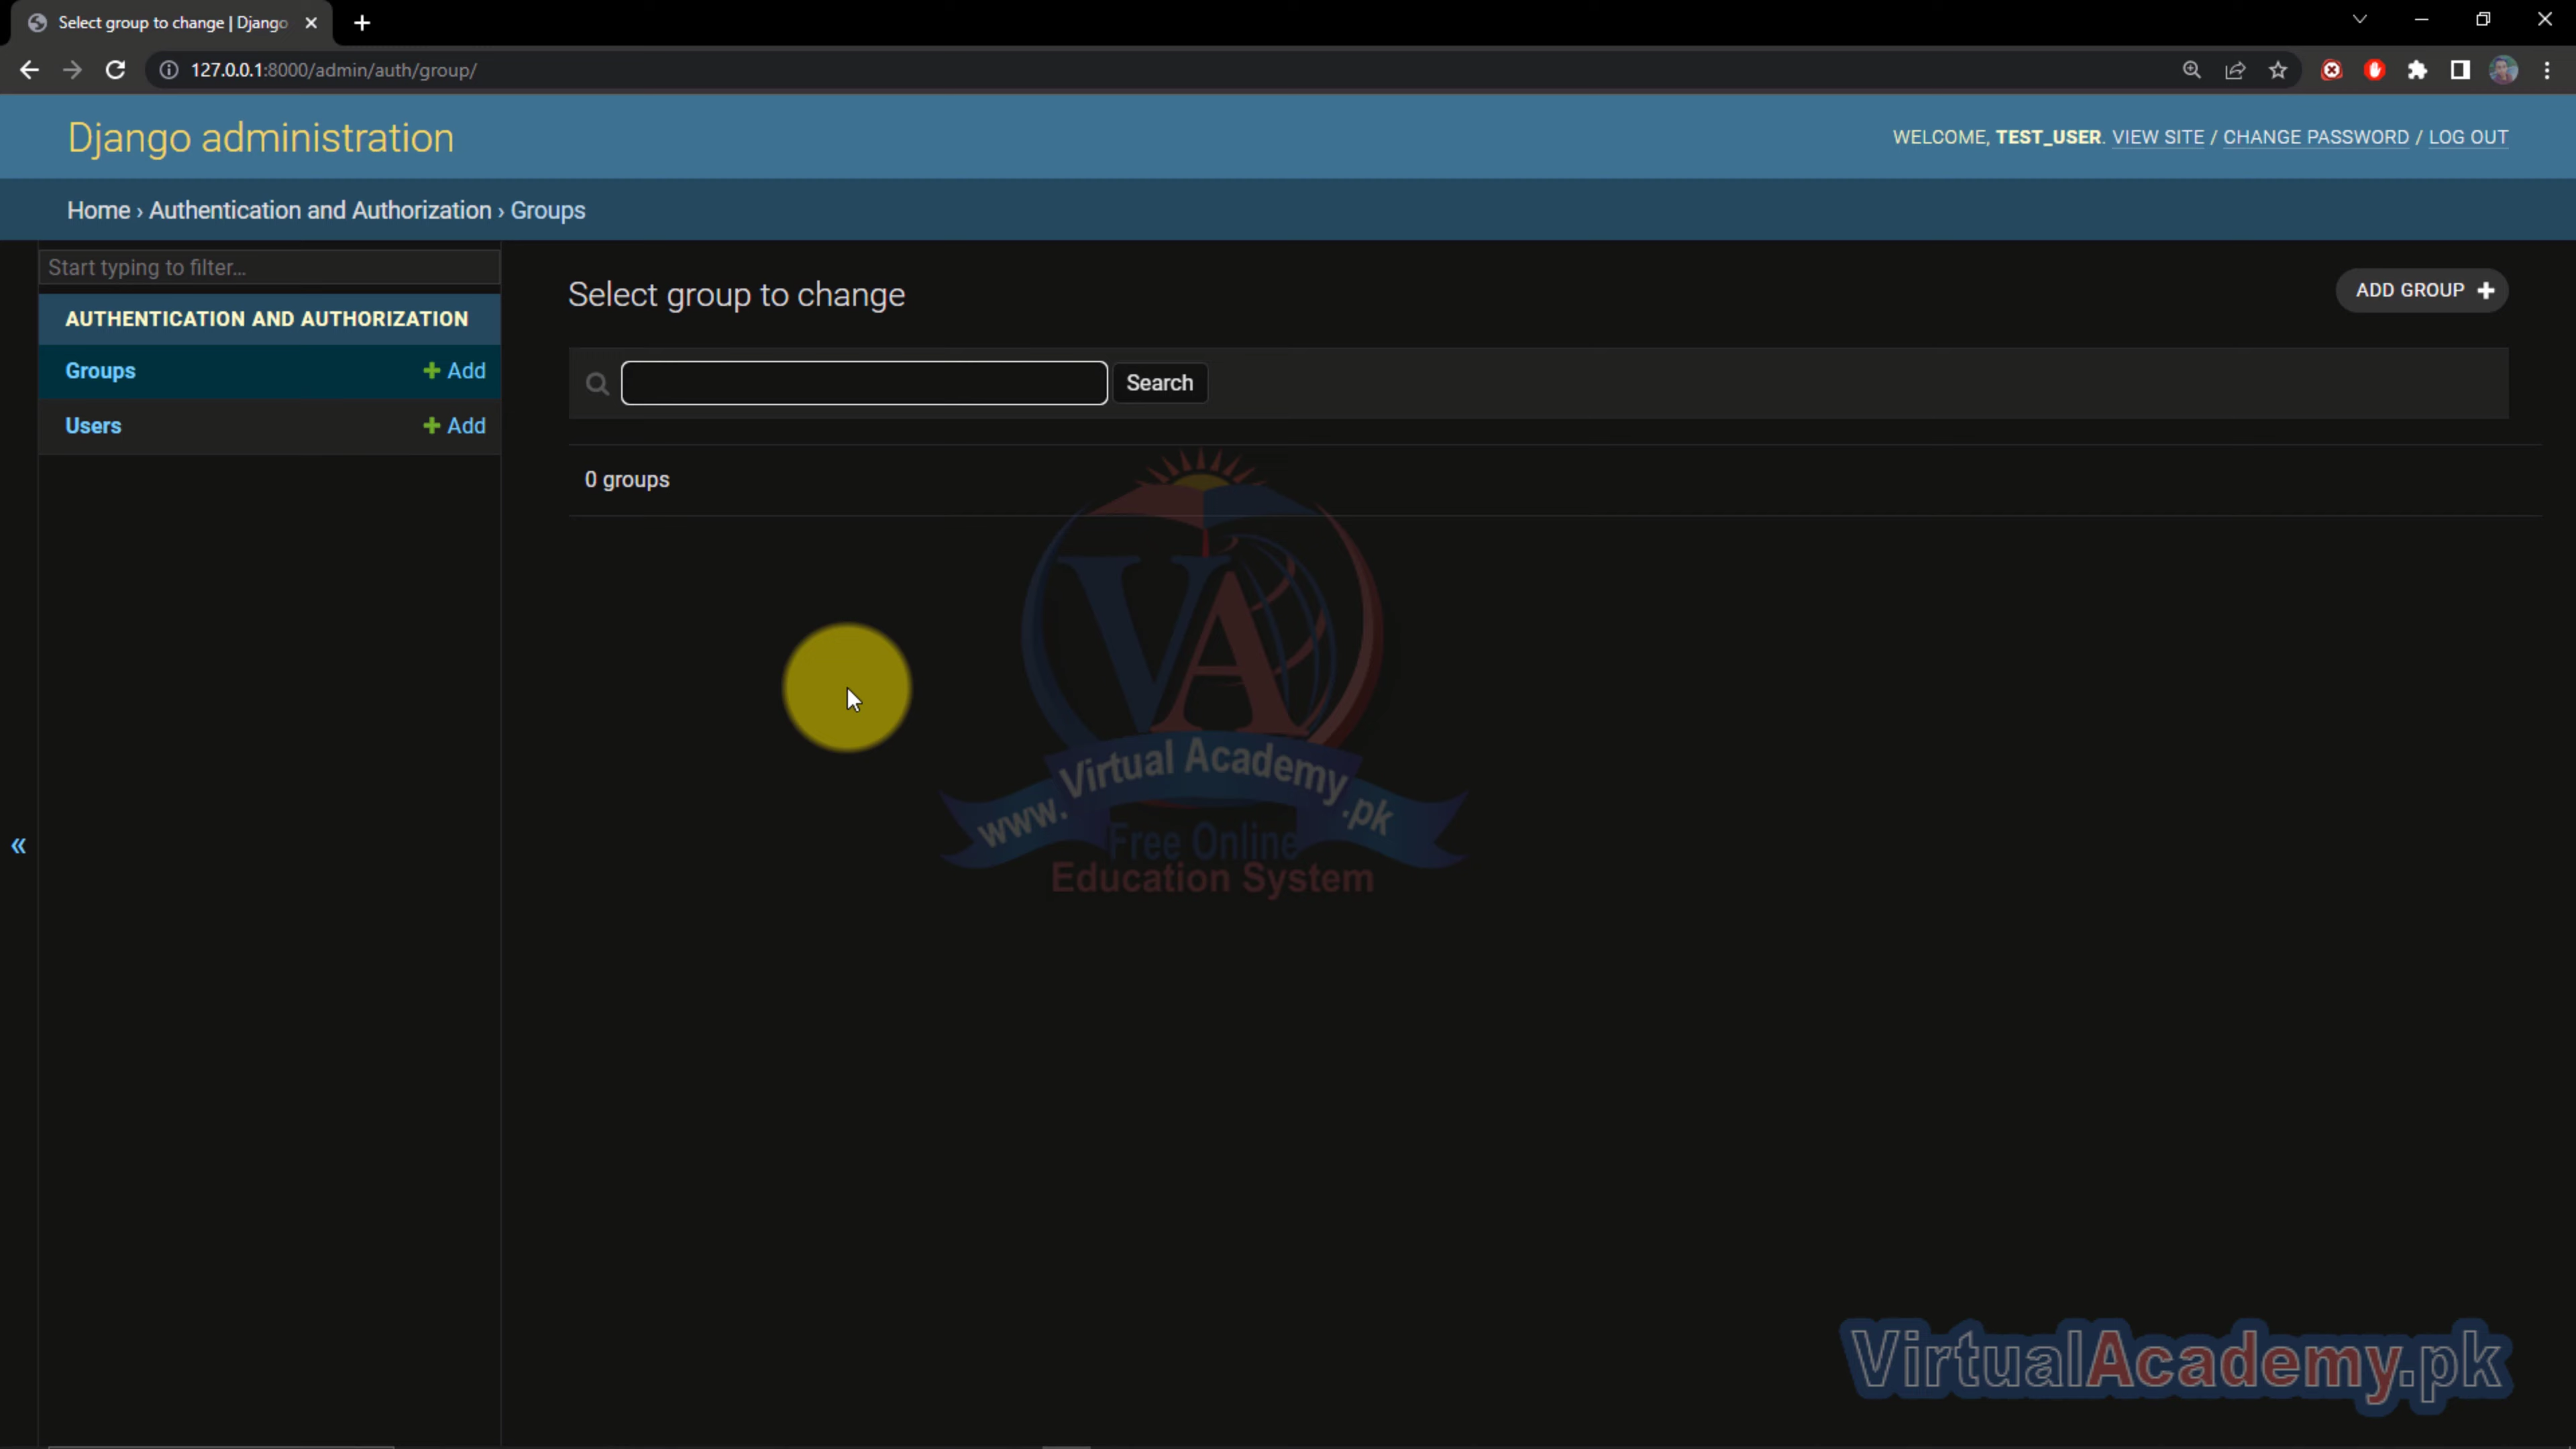 Select group to change | Django
127.0.0.1:8000/admin/auth/group/
Django administration
WELCOME, TEST_USER. VIEW SITE / CHANGE PASSWORD / LOG OUT
Home › Authentication and Authorization › Groups
Start typing to filter...
AUTHENTICATION AND AUTHORIZATION
Groups
Add
Users
Add
Select group to change
ADD GROUP
Search
0 groups
VA
www.VirtualAcademy.pk
Free Online
Education System
VirtualAcademy.pk